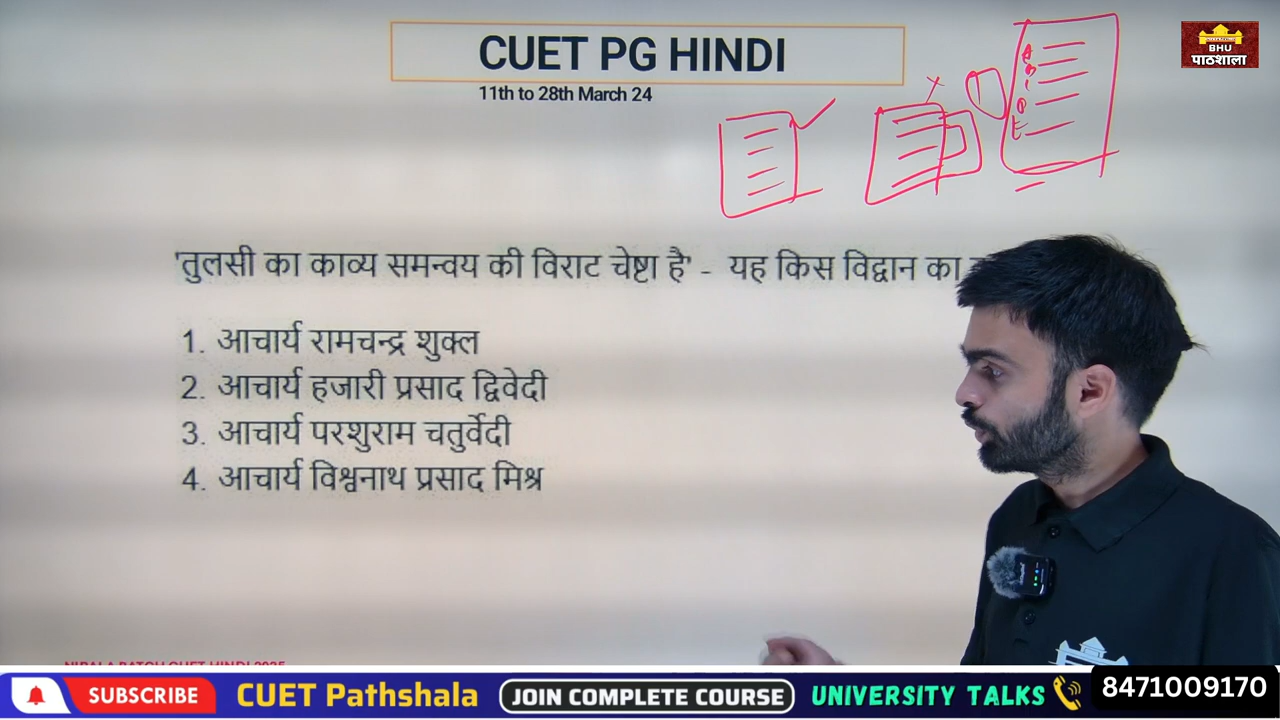 CUET PG HINDI
11th to 28th March 24
BHU
पाठशाला
'तुलसी का काव्य समन्वय की विराट चेष्टा है' - यह किस विद्वान का
1. आचार्य रामचन्द्र शुक्ल
2. आचार्य हजारी प्रसाद द्विवेदी
3. आचार्य परशुराम चतुर्वेदी
4. आचार्य विश्वनाथ प्रसाद मिश्र
SUBSCRIBE
CUET Pathshala
JOIN COMPLETE COURSE
UNIVERSITY TALKS
8471009170